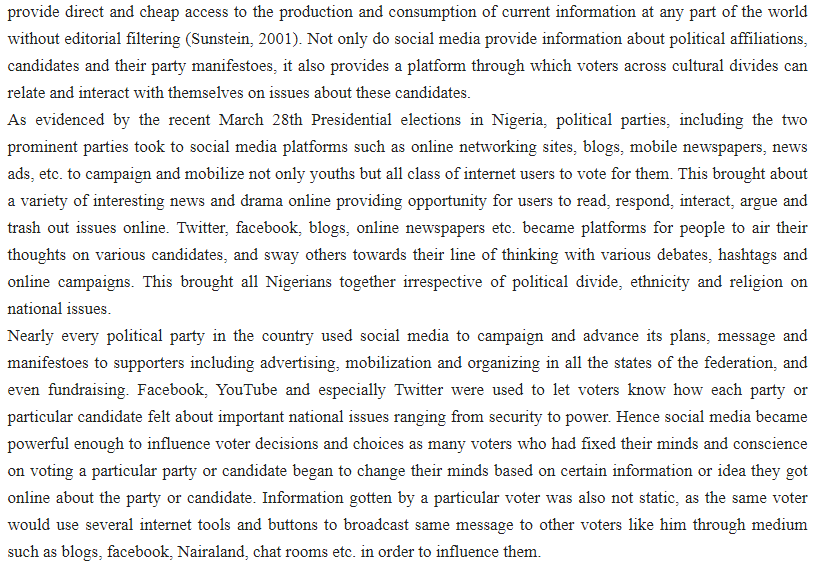 provide direct and cheap access to the production and consumption of current information at any part of the world
without editorial filtering (Sunstein, 2001). Not only do social media provide information about political affiliations,
candidates and their party manifestoes, it also provides a platform through which voters across cultural divides can
relate and interact with themselves on issues about these candidates.
As evidenced by the recent March 28th Presidential elections in Nigeria, political parties, including the two
prominent parties took to social media platforms such as online networking sites, blogs, mobile newspapers, news
ads, etc. to campaign and mobilize not only youths but all class of internet users to vote for them. This brought about
a variety of interesting news and drama online providing opportunity for users to read, respond, interact, argue and
trash out issues online. Twitter, facebook, blogs, online newspapers etc. became platforms for people to air their
thoughts on various candidates, and sway others towards their line of thinking with various debates, hashtags and
online campaigns. This brought all Nigerians together irrespective of political divide, ethnicity and religion on
national issues.
Nearly every political party in the country used social media to campaign and advance its plans, message and
manifestoes to supporters including advertising, mobilization and organizing in all the states of the federation, and
even fundraising. Facebook, YouTube and especially Twitter were used to let voters know how each party or
particular candidate felt about important national issues ranging from security to power. Hence social media became
powerful enough to influence voter decisions and choices as many voters who had fixed their minds and conscience
on voting a particular party or candidate began to change their minds based on certain information or idea they got
online about the party or candidate. Information gotten by a particular voter was also not static, as the same voter
would use several internet tools and buttons to broadcast same message to other voters like him through medium
such as blogs, facebook, Nairaland, chat rooms etc. in order to influence them.